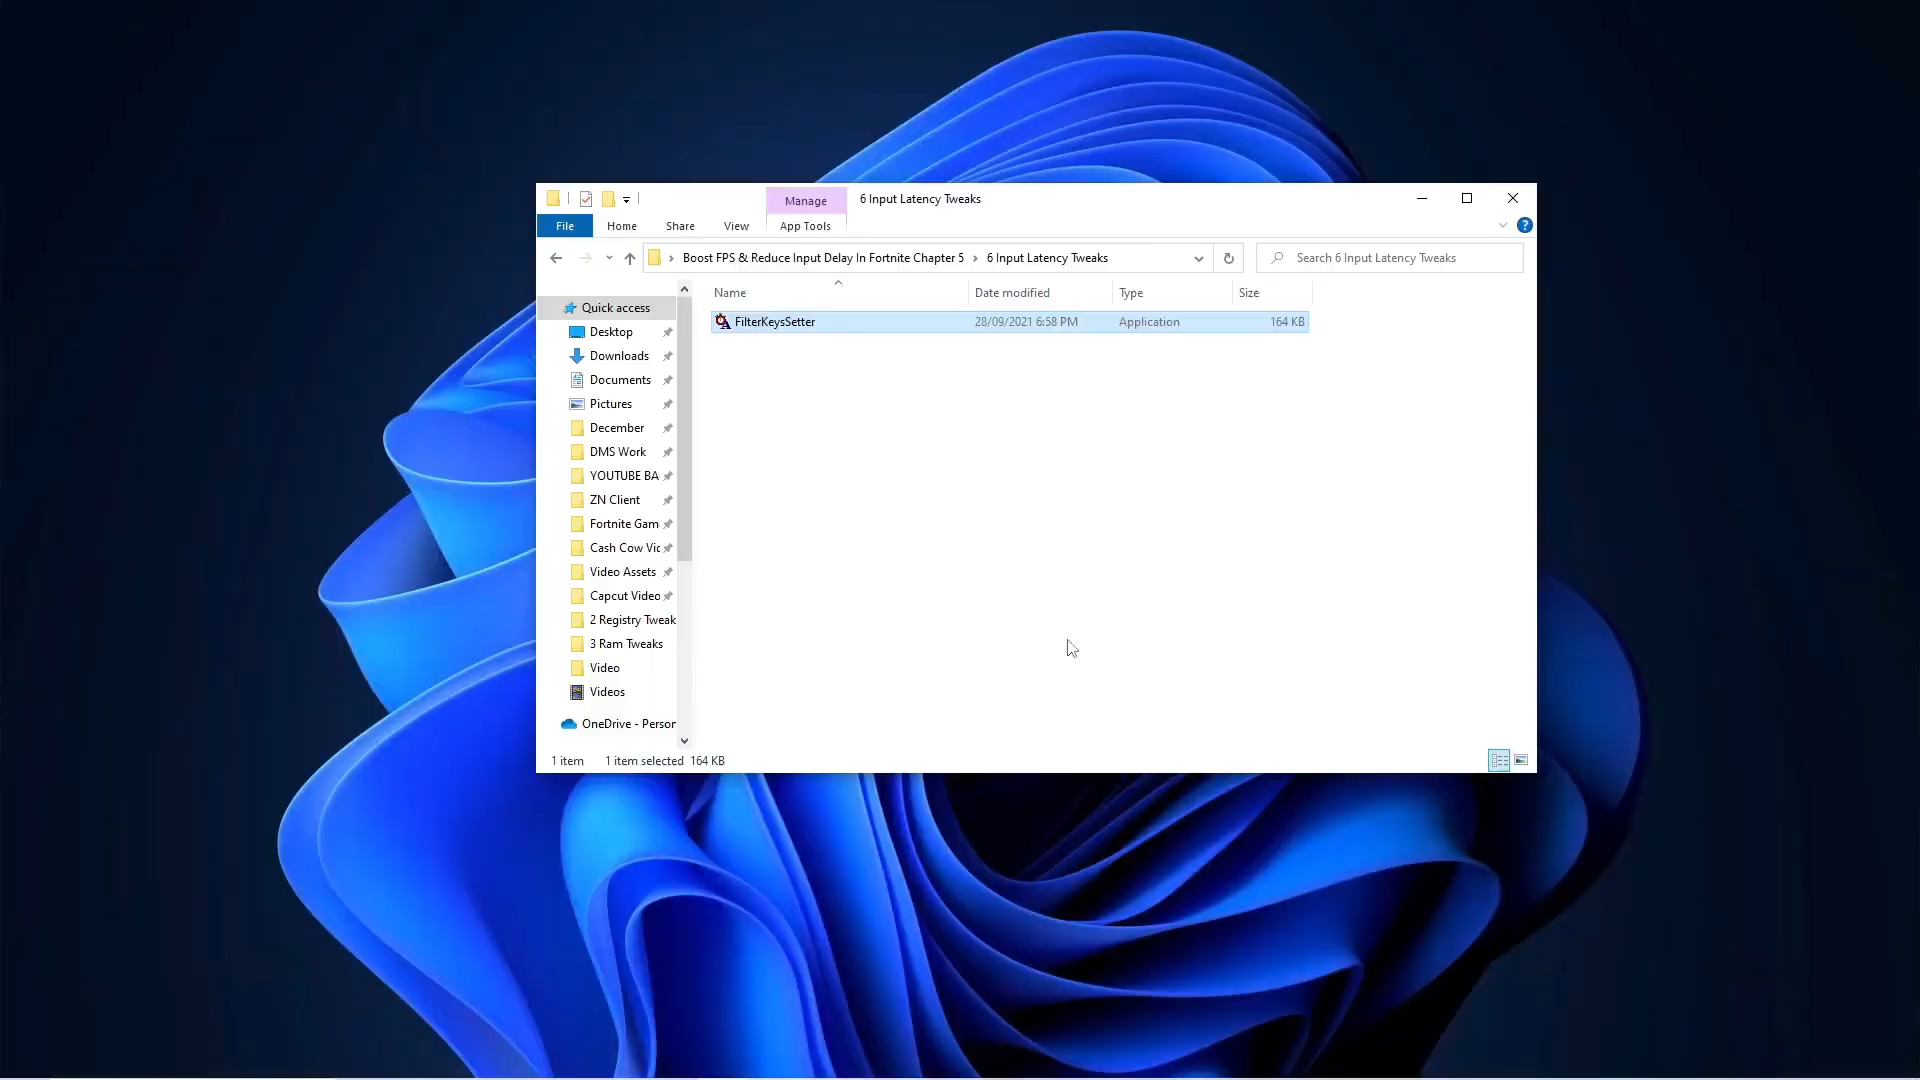 Manage
6 Input Latency Tweaks
File
Home
Share
View
App Tools
Boost FPS & Reduce Input Delay In Fortnite Chapter 5
6 Input Latency Tweaks
Search 6 Input Latency Tweaks
Name
Date modified
Type
Size
FilterKeysSetter
28/09/2021 6:58 PM
Application
164 KB
Quick access
Desktop
Downloads
Documents
Pictures
December
DMS Work
YOUTUBE BA
ZN Client
Fortnite Gam
Cash Cow Vic
Video Assets
Capcut Video
2 Registry Tweak
3 Ram Tweaks
Video
Videos
OneDrive - Person
1 item
1 item selected 164 KB